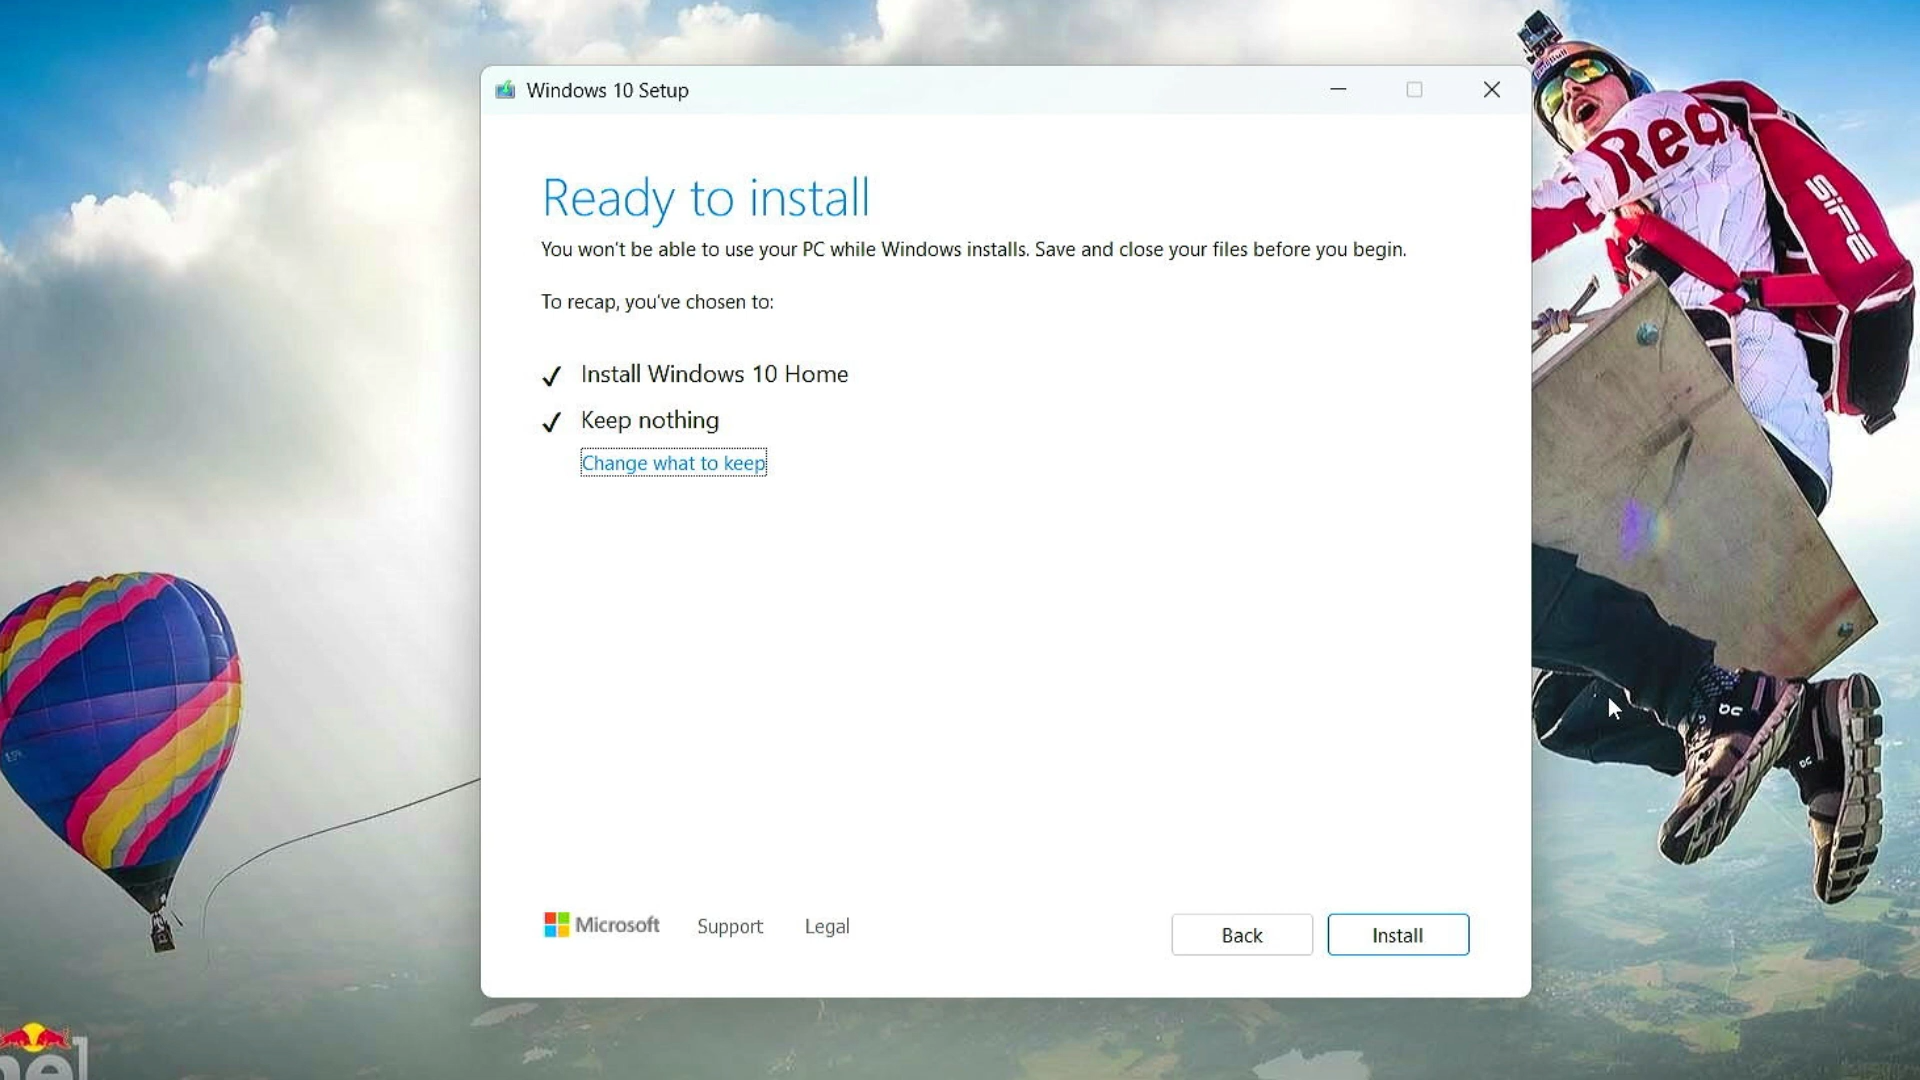 Windows 10 Setup
Ready to install
You won't be able to use your PC while Windows installs. Save and close your files before you begin.
To recap, you've chosen to:
Install Windows 10 Home
Keep nothing
Change what to keep
Microsoft
Support
Legal
Back
Install
Red
SiFE